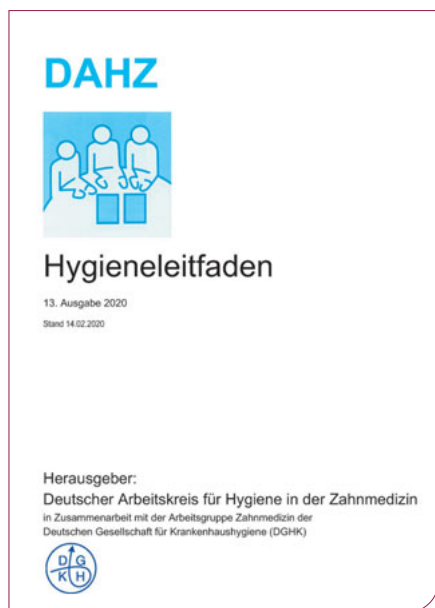 DAHZ
Hygieneleitfaden
13. Ausgabe 2020
Stand 14.02.2020
Herausgeber:
Deutscher Arbeitskreis für Hygiene in der Zahnmedizin
in Zusammenarbeit mit der Arbeitsgruppe Zahnmedizin der
Deutschen Gesellschaft für Krankenhaushygiene (DGHK)
D G
K H